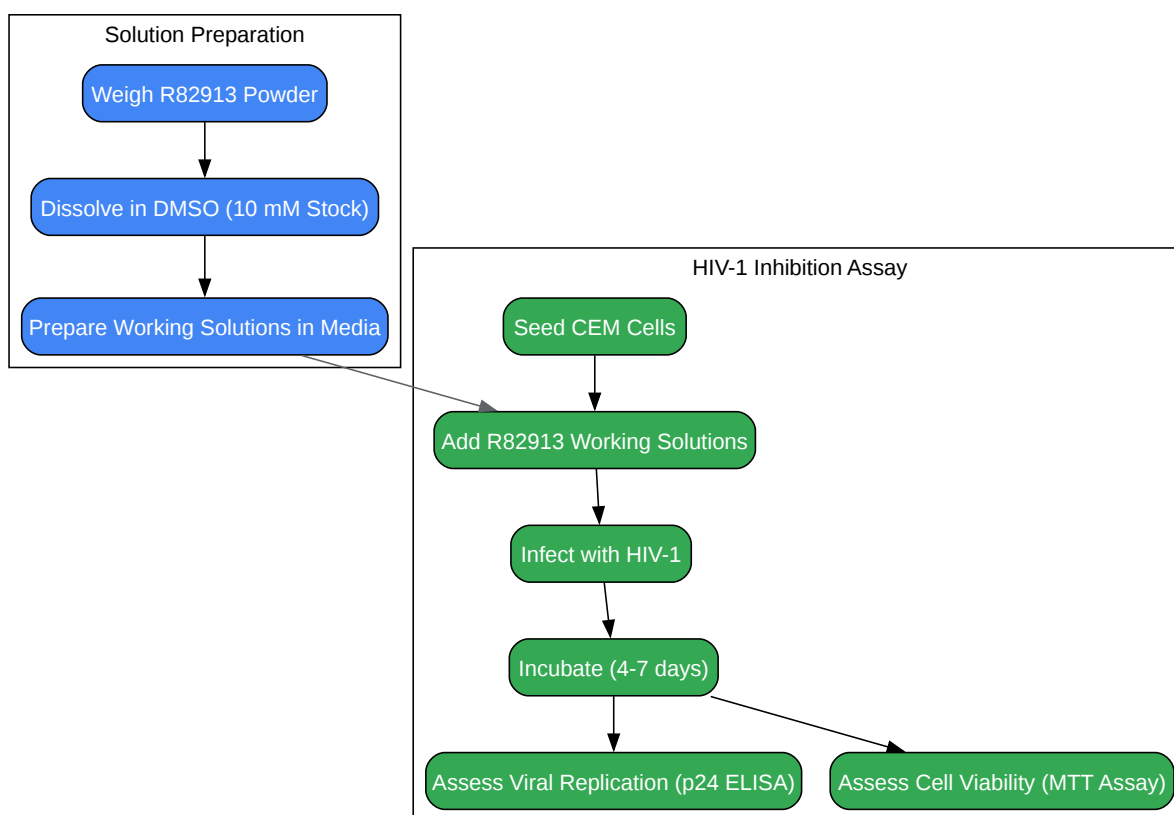 Solution Preparation
Weigh R82913 Powder
Dissolve in DMSO (10 mM Stock)
Prepare Working Solutions in Media
HIV-1 Inhibition Assay
Seed CEM Cells
Add R82913 Working Solutions
Infect with HIV-1
Incubate (4-7 days)
Assess Viral Replication (p24 ELISA)
Assess Cell Viability (MTT Assay)